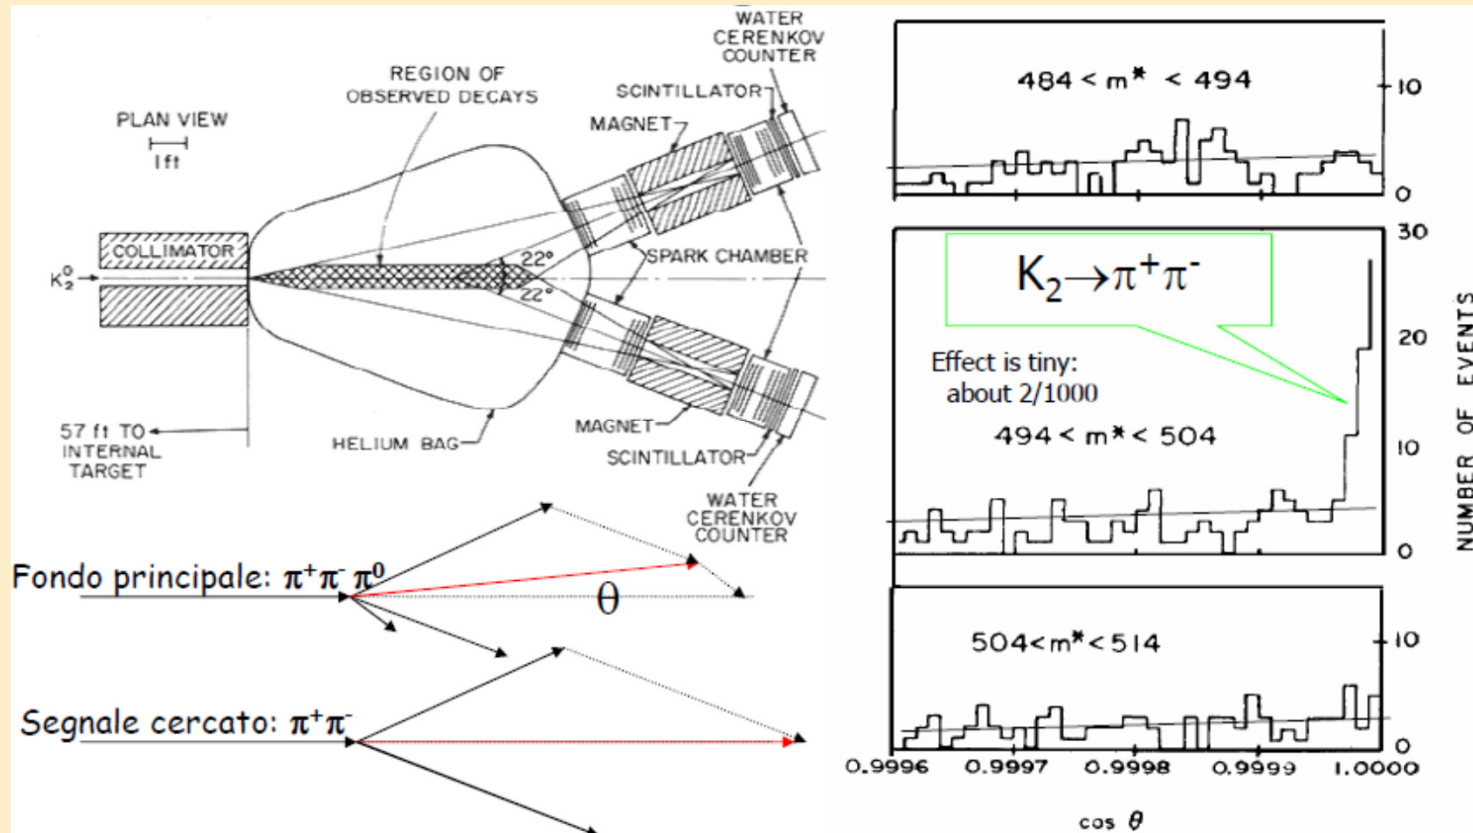 PLAN VIEW
1ft
REGION OF
OBSERVED DECAYS
WATER
CERENKOV
COUNTER
SCINTILLATOR
MAGNET
COLLIMATOR
K₂⁰
22°
22°
SPARK CHAMBER
57 ft TO
INTERNAL
TARGET
HELIUM BAG
MAGNET
SCINTILLATOR
WATER
CERENKOV
COUNTER
Fondo principale: π⁺π⁻π⁰
θ
Segnale cercato: π⁺π⁻
484 < m* < 494
10
0
30
K₂→π⁺π⁻
20
Effect is tiny:
about 2/1000
494 < m* < 504
10
0
NUMBER OF EVENTS
504<m*<514
10
0
0.9996 0.9997 0.9998 0.9999 1.0000
cos θ